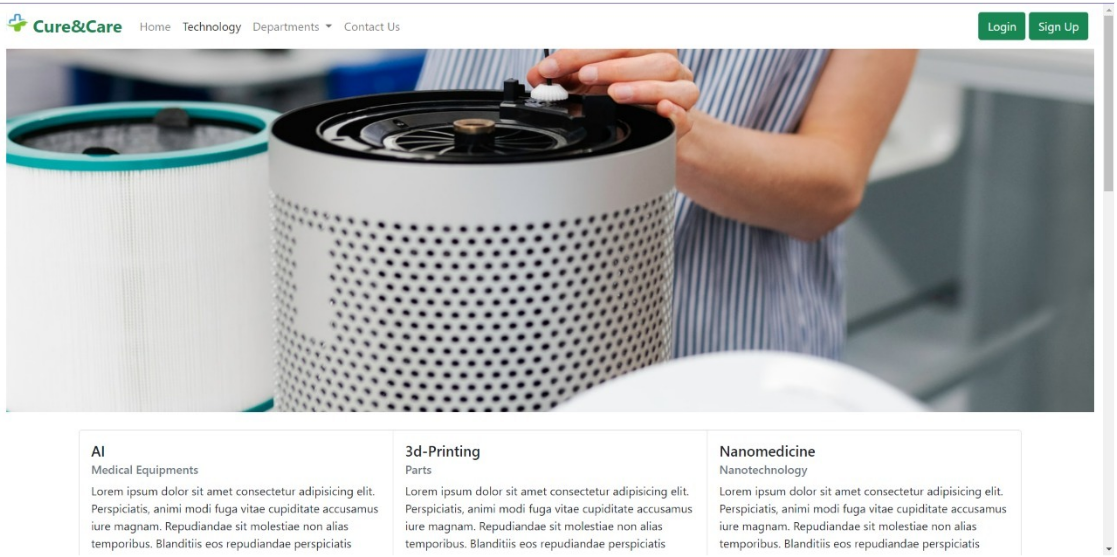 Cure&Care Home Technology Departments Contact Us Login Sign Up
AI
Medical Equipments
Lorem ipsum dolor sit amet consectetur adipisicing elit.
Perspiciatis, animi modi fuga vitae cupiditate accusamus
iure magnam. Repudiandae sit molestiae non alias
temporibus. Blanditiis eos repudiandae perspiciatis
3d-Printing
Parts
Lorem ipsum dolor sit amet consectetur adipisicing elit.
Perspiciatis, animi modi fuga vitae cupiditate accusamus
iure magnam. Repudiandae sit molestiae non alias
temporibus. Blanditiis eos repudiandae perspiciatis
Nanomedicine
Nanotechnology
Lorem ipsum dolor sit amet consectetur adipisicing elit.
Perspiciatis, animi modi fuga vitae cupiditate accusamus
iure magnam. Repudiandae sit molestiae non alias
temporibus. Blanditiis eos repudiandae perspiciatis